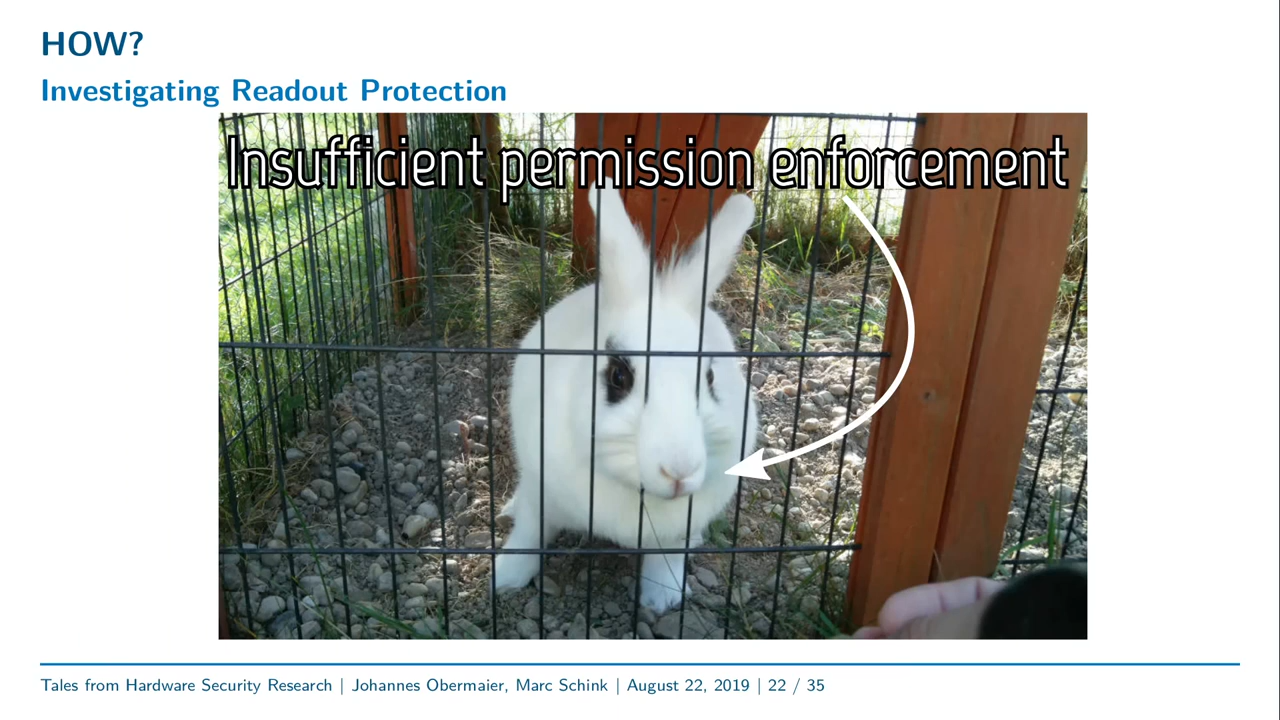 HOW?
Investigating Readout Protection
Insufficient permission enforcement
Tales from Hardware Security Research | Johannes Obermaier, Marc Schink | August 22, 2019 | 22 / 35